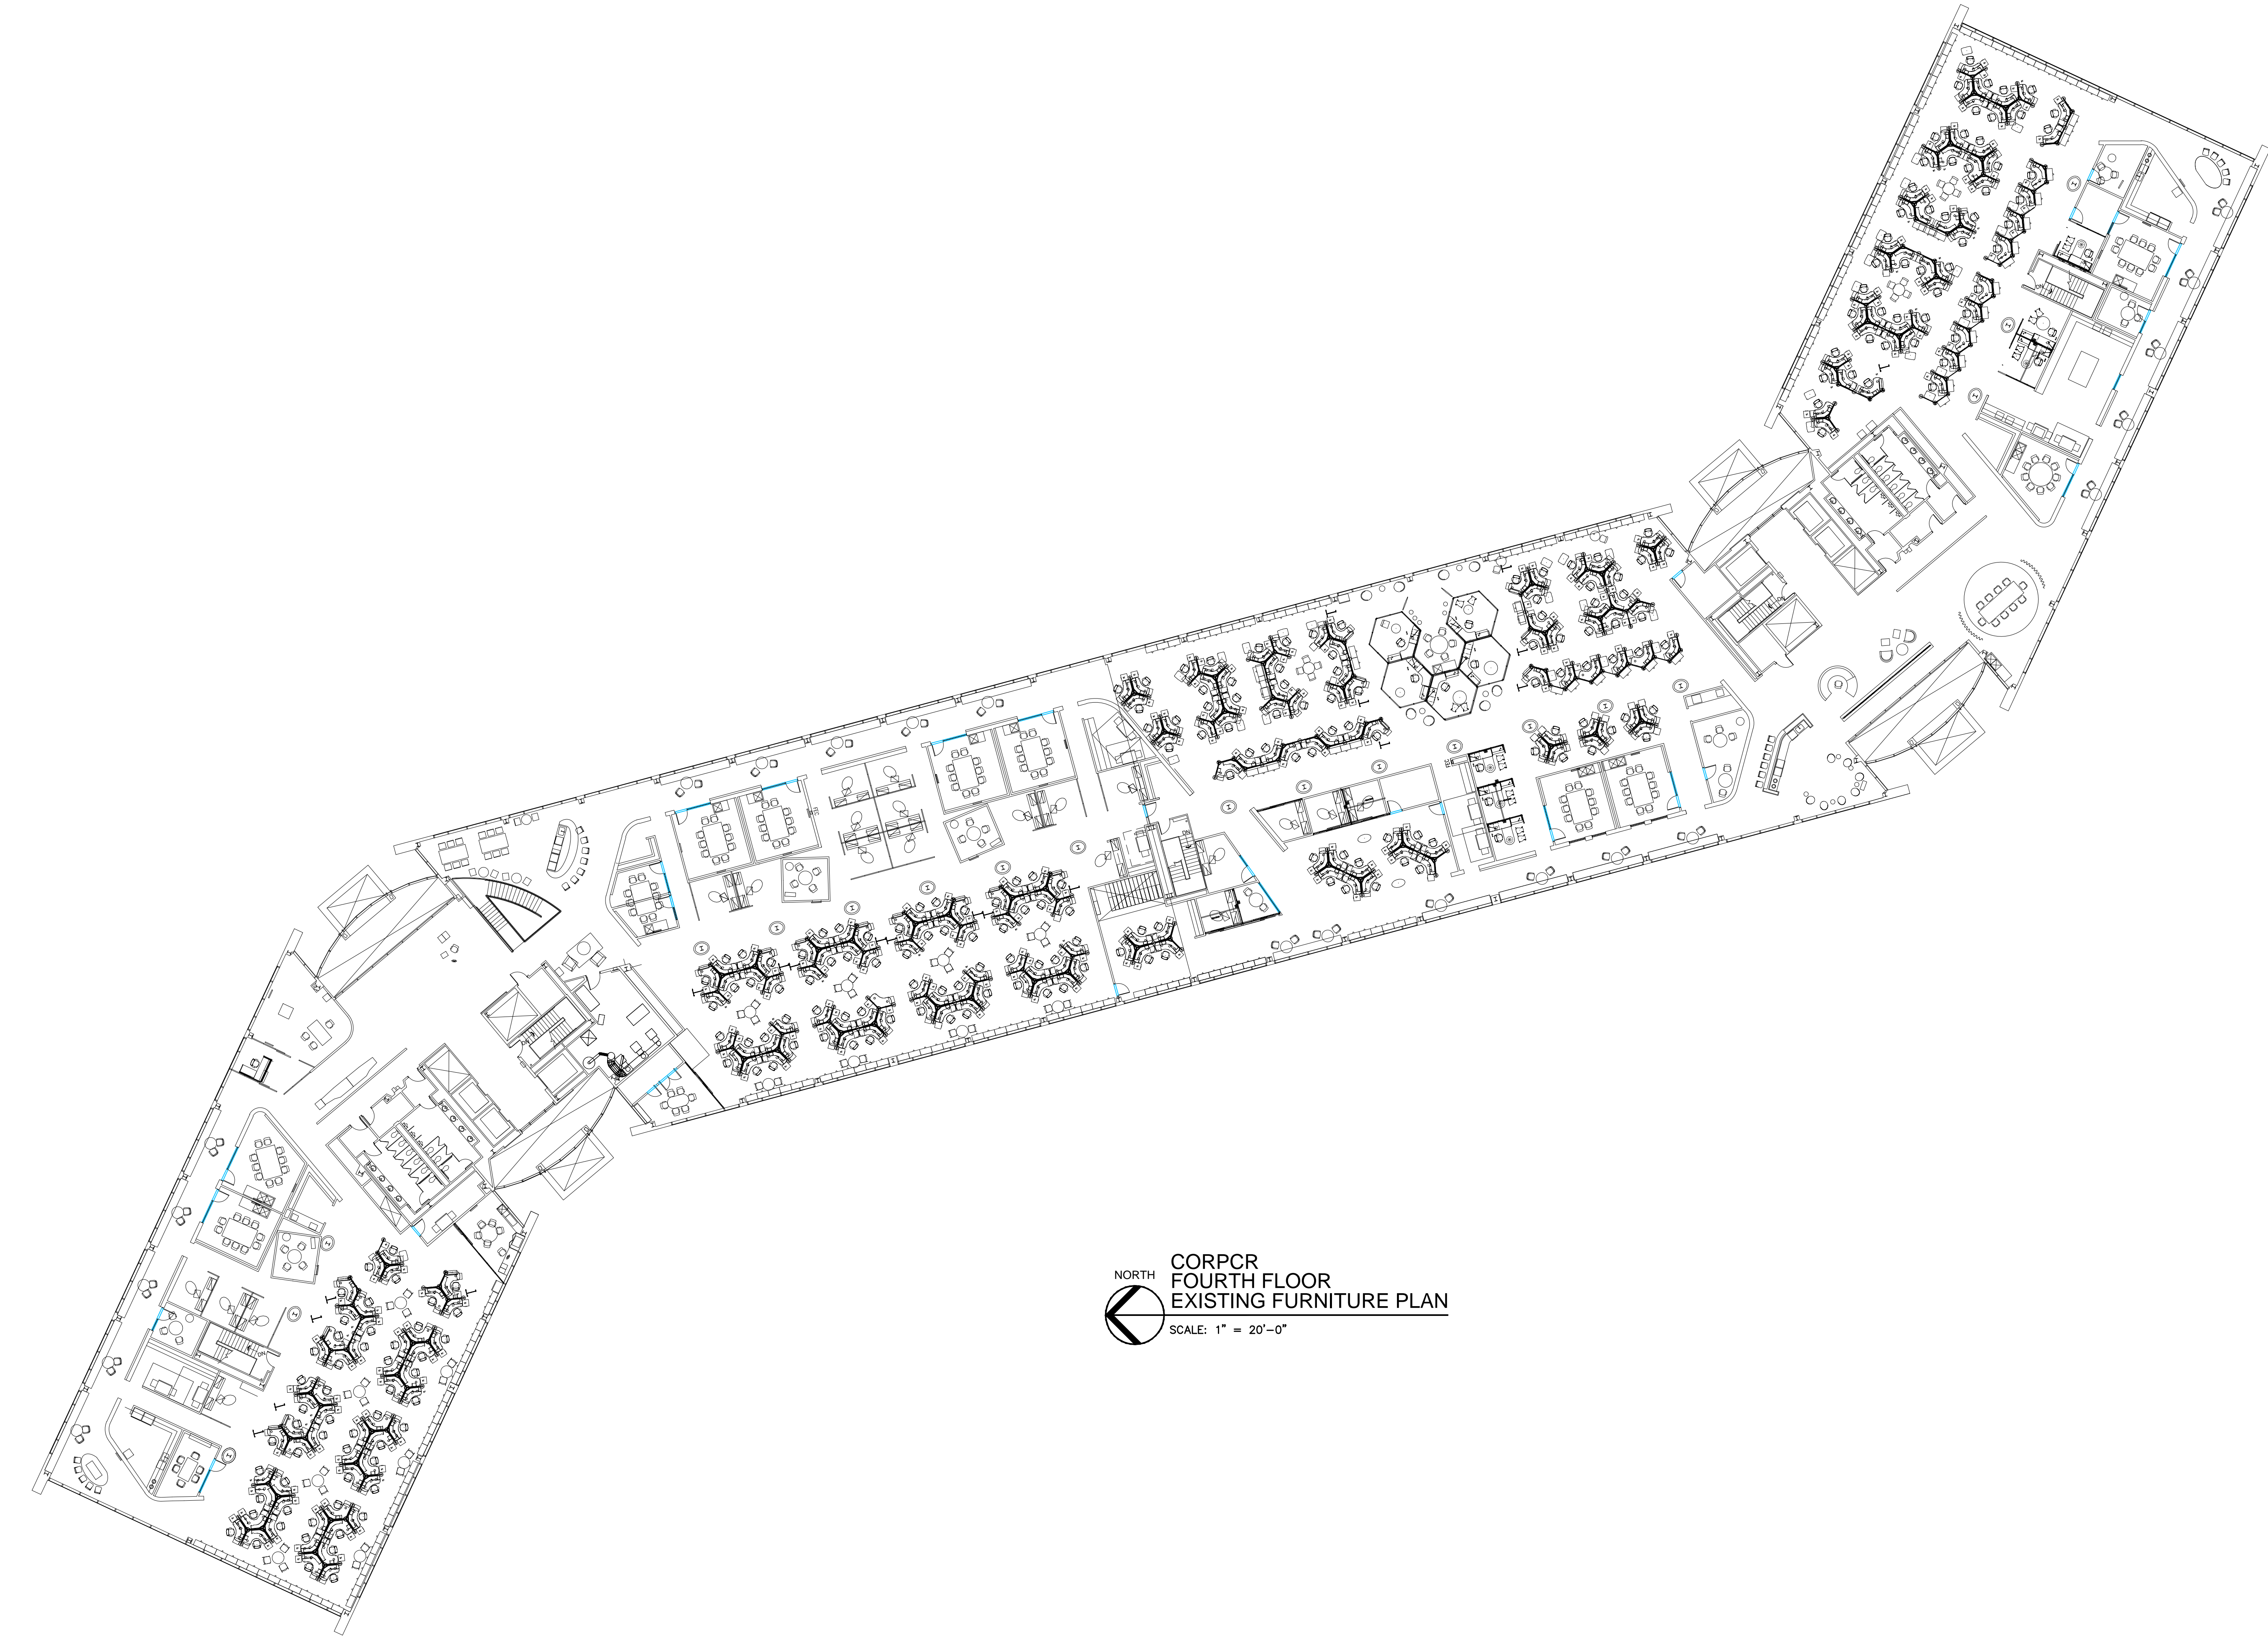 NORTH
CORPCR
FOURTH FLOOR
EXISTING FURNITURE PLAN
SCALE: 1" = 20'-0"